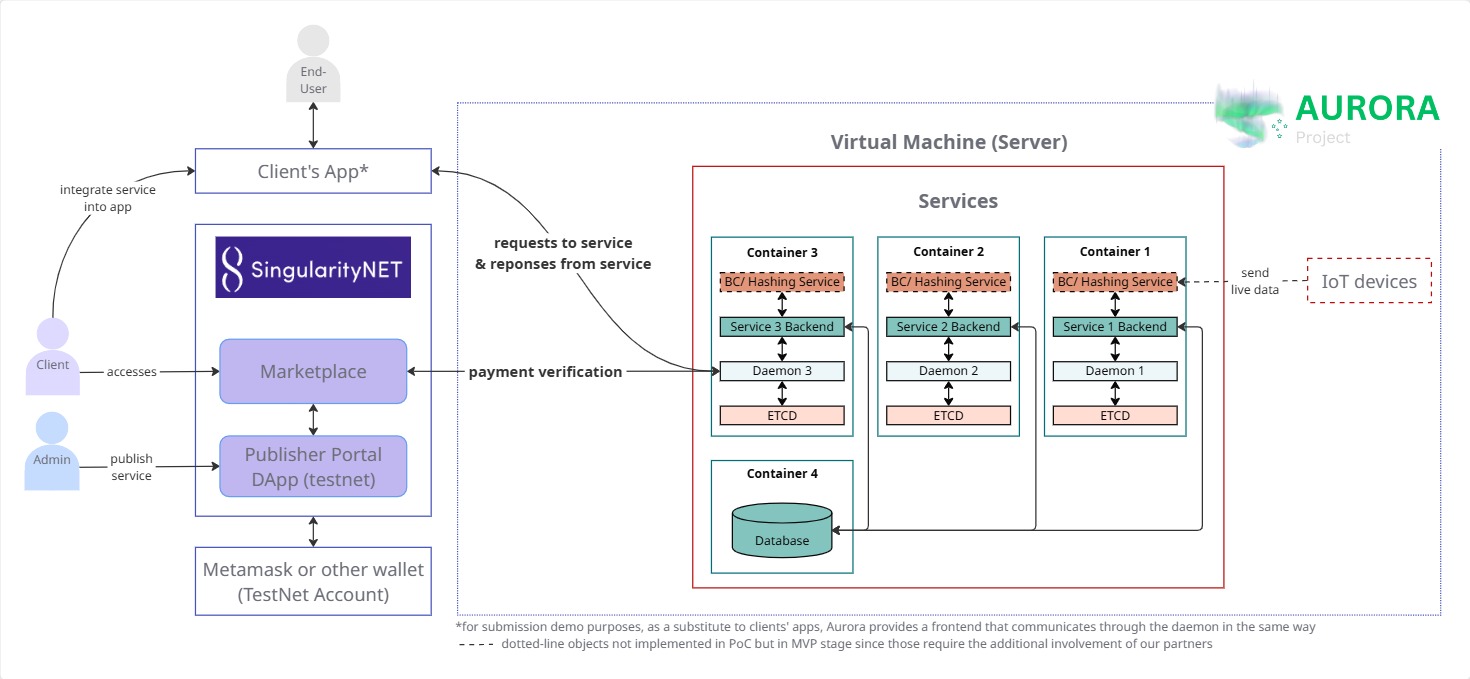 End-
User
AURORA
Project
Virtual Machine (Server)
Client's App*
integrate service
into app
Services
SingularityNET
requests to service
& reponses from service
Container 3
BC/ Hashing Service
Service 3 Backend
Daemon 3
ETCD
Container 2
BC/ Hashing Service
Service 2 Backend
Daemon 2
ETCD
Container 1
BC/ Hashing Service
Service 1 Backend
Daemon 1
ETCD
send
live data
IoT devices
Client
accesses
Marketplace
payment verification
Admin
publish
service
Publisher Portal
DApp (testnet)
Container 4
Database
Metamask or other wallet
(TestNet Account)
*for submission demo purposes, as a substitute to clients' apps, Aurora provides a frontend that communicates through the daemon in the same way
dotted-line objects not implemented in PoC but in MVP stage since those require the additional involvement of our partners